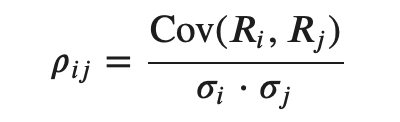 ρᵢⱼ = Cov(Rᵢ, Rⱼ) / σᵢ · σⱼ